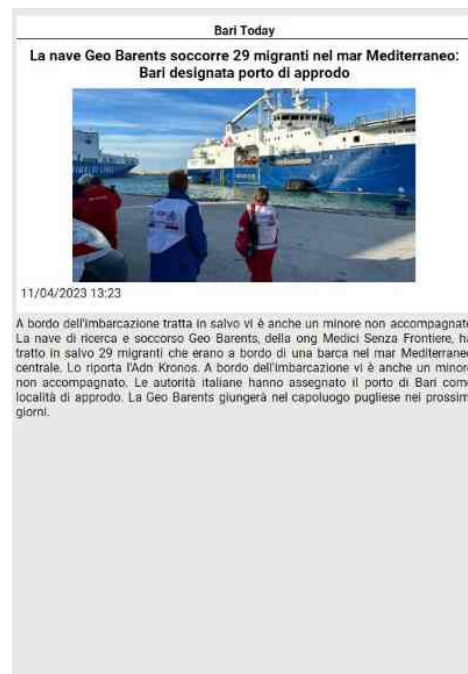 Bari Today
La nave Geo Barents soccorre 29 migranti nel mar Mediterraneo:
Bari designata porto di approdo
11/04/2023 13:23
A bordo dell'imbarcazione tratta in salvo vi è anche un minore non accompagnato
La nave di ricerca e soccorso Geo Barents, della ong Medici Senza Frontiere, ha
tratto in salvo 29 migranti che erano a bordo di una barca nel mar Mediterraneo
centrale. Lo riporta l'Adn Kronos. A bordo dell'imbarcazione vi è anche un minore
non accompagnato. Le autorità italiane hanno assegnato il porto di Bari come
località di approdo. La Geo Barents giungerà nel capoluogo pugliese nei prossimi
giorni.